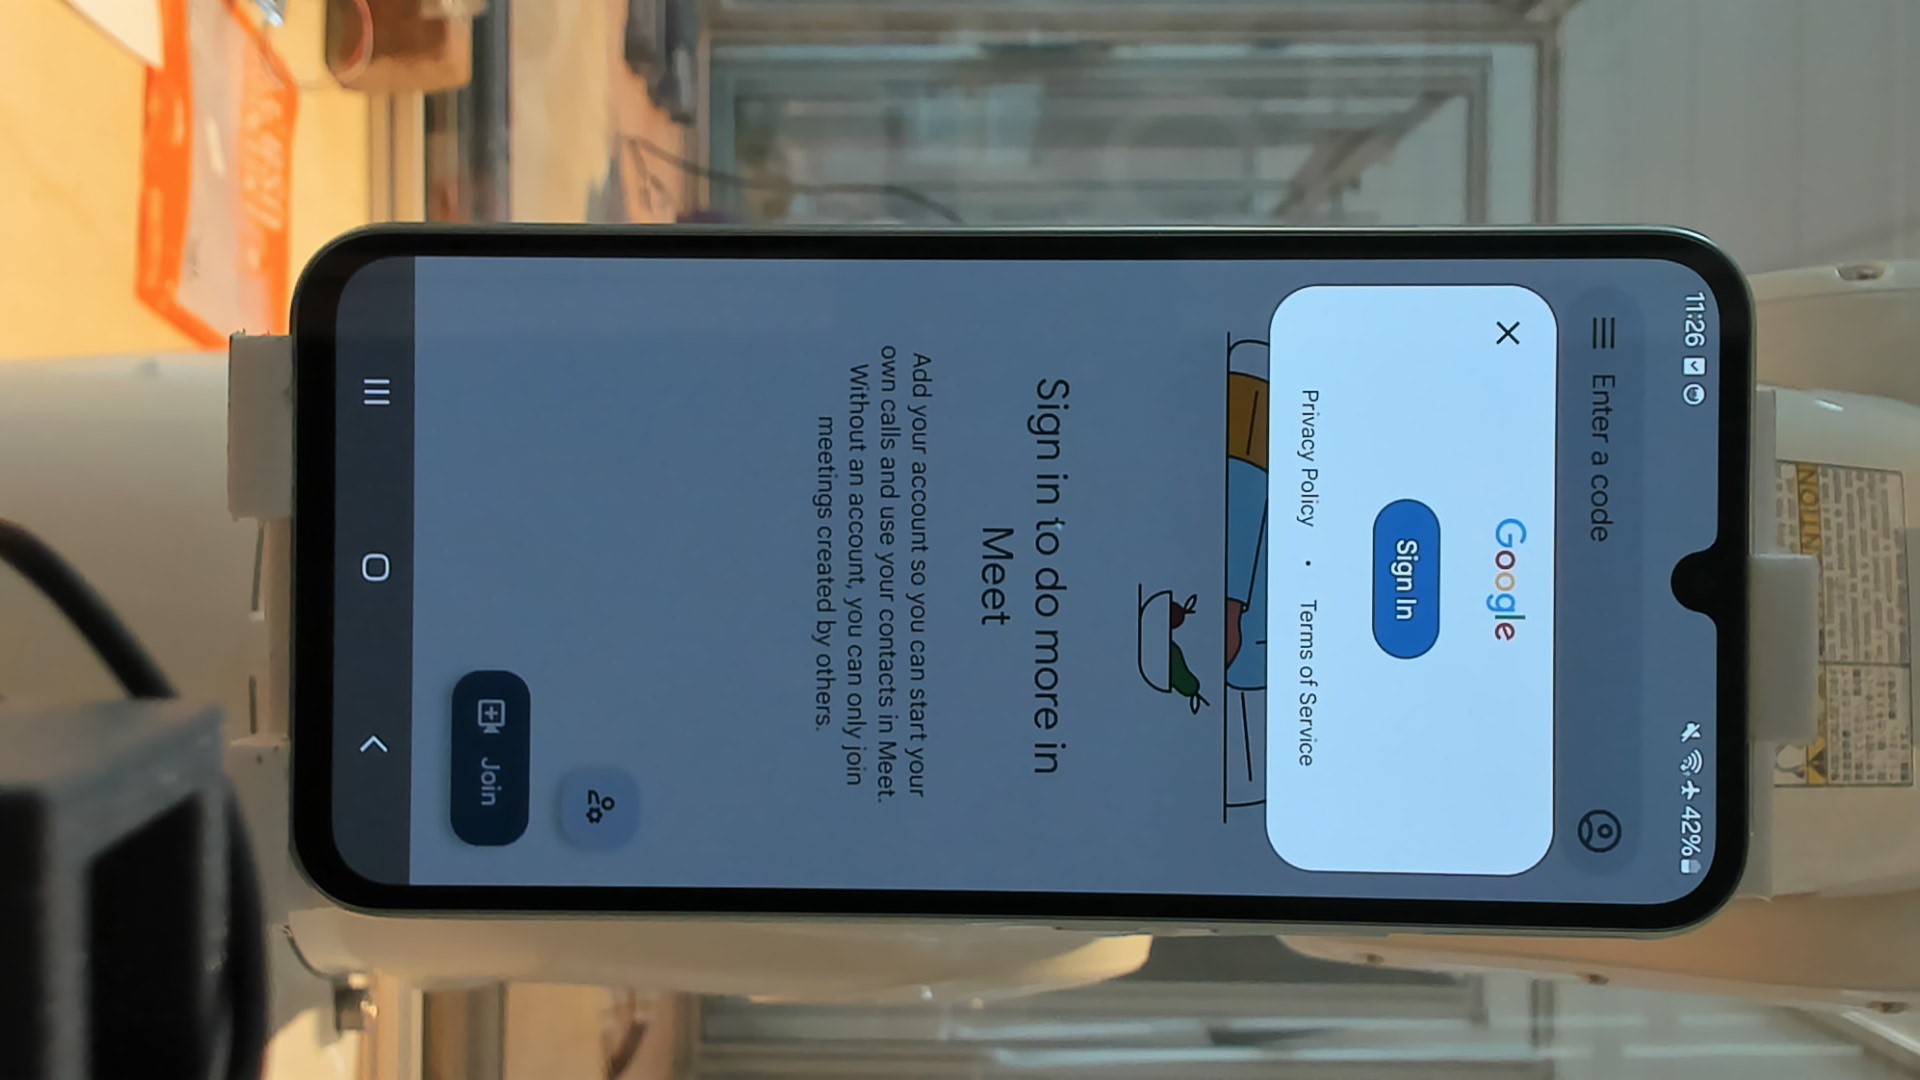 11:26
42%
Enter a code
Google
Sign In
Privacy Policy • Terms of Service
Sign in to do more in
Meet
Add your account so you can start your
own calls and use your contacts in Meet.
Without an account, you can only join
meetings created by others.
Join